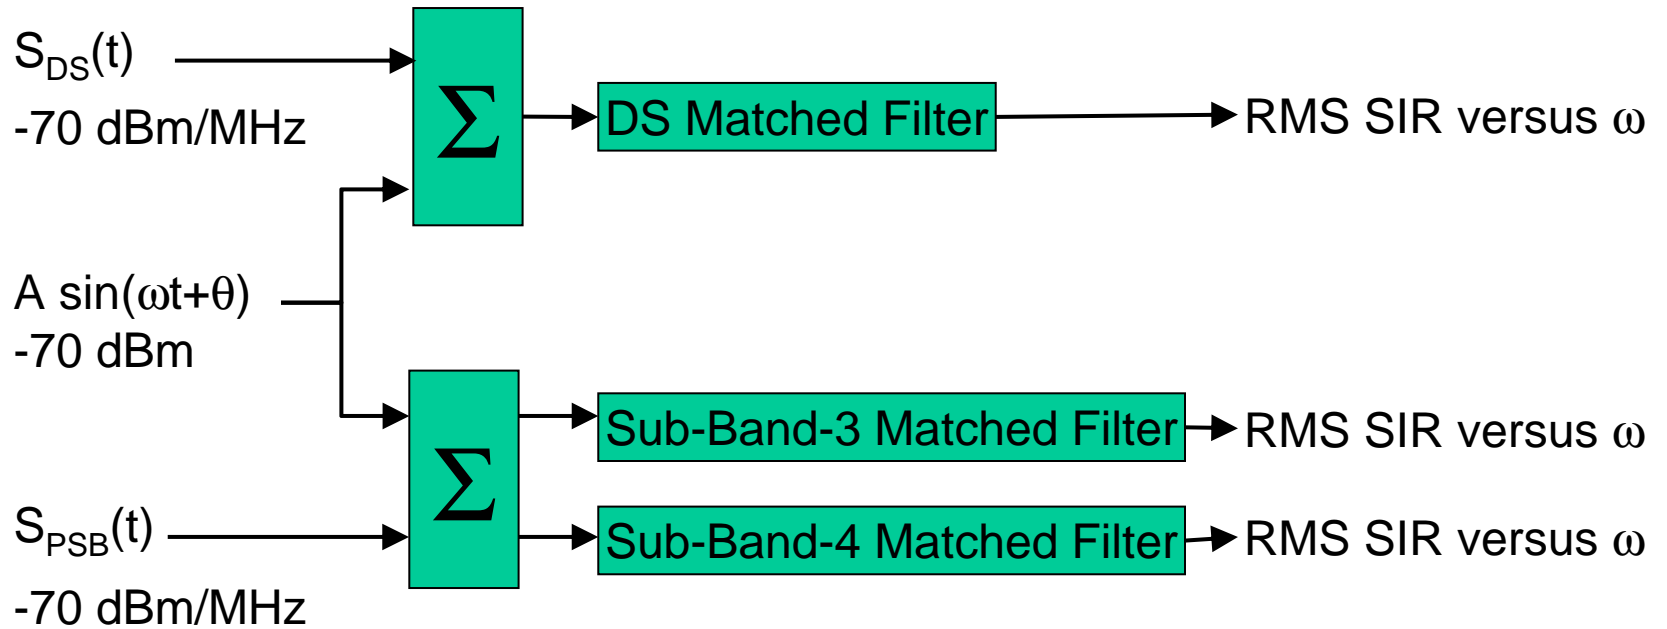 S_DS(t)
-70 dBm/MHz
Σ
DS Matched Filter
RMS SIR versus ω
A sin(ωt+θ)
-70 dBm
Σ
Sub-Band-3 Matched Filter
RMS SIR versus ω
S_PSB(t)
-70 dBm/MHz
Sub-Band-4 Matched Filter
RMS SIR versus ω